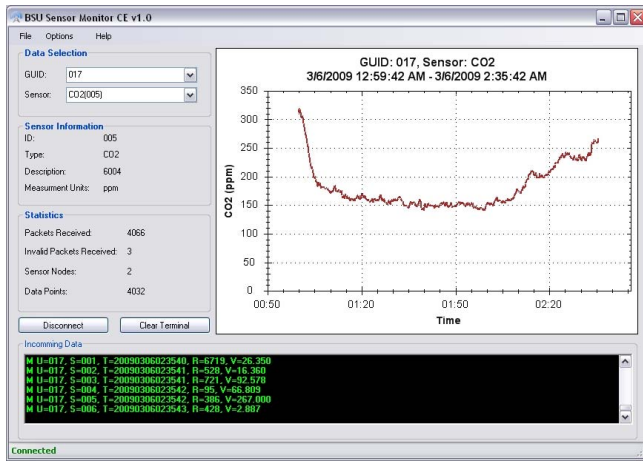 BSU Sensor Monitor CE v1.0
File Options Help
Data Selection
GUID: 017
Sensor: CO2(005)
Sensor Information
ID: 005
Type: CO2
Description: 6004
Measurment Units: ppm
Statistics
Packets Received: 4066
Invalid Packets Received: 3
Sensor Nodes: 2
Data Points: 4032
Disconnect Clear Terminal
GUID: 017, Sensor: CO2
3/6/2009 12:59:42 AM - 3/6/2009 2:35:42 AM
350
300
250
200
150
100
50
0
CO2 (ppm)
00:50 01:20 01:50 02:20
Time
Incomming Data
M U=017, S=001, T=20090306023540, R=6719, V=26.350
M U=017, S=002, T=20090306023541, R=528, V=16.360
M U=017, S=003, T=20090306023541, R=721, V=92.578
M U=017, S=004, T=20090306023542, R=95, V=66.809
M U=017, S=005, T=20090306023542, R=386, V=267.000
M U=017, S=006, T=20090306023543, R=428, V=2.887
Connected